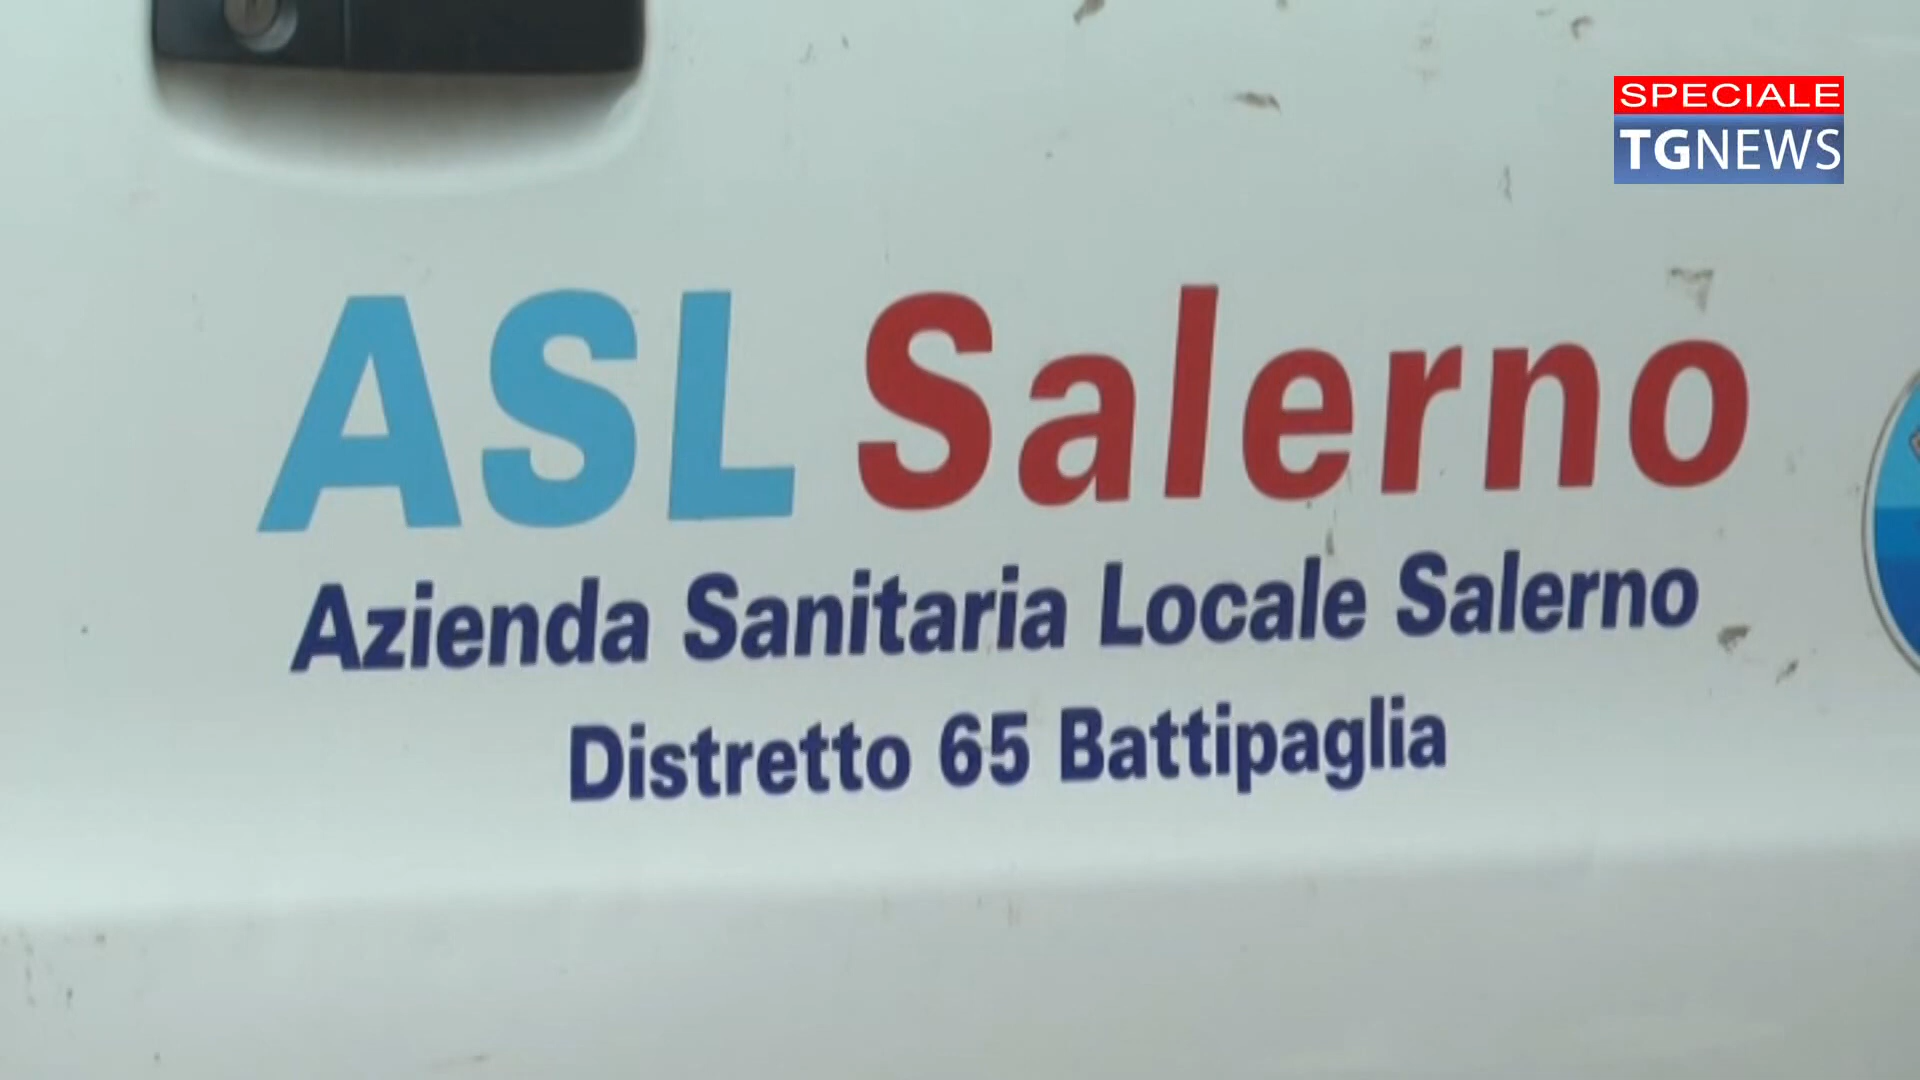 SPECIALE
TGNEWS
ASL Salerno
Azienda Sanitaria Locale Salerno
Distretto 65 Battipaglia